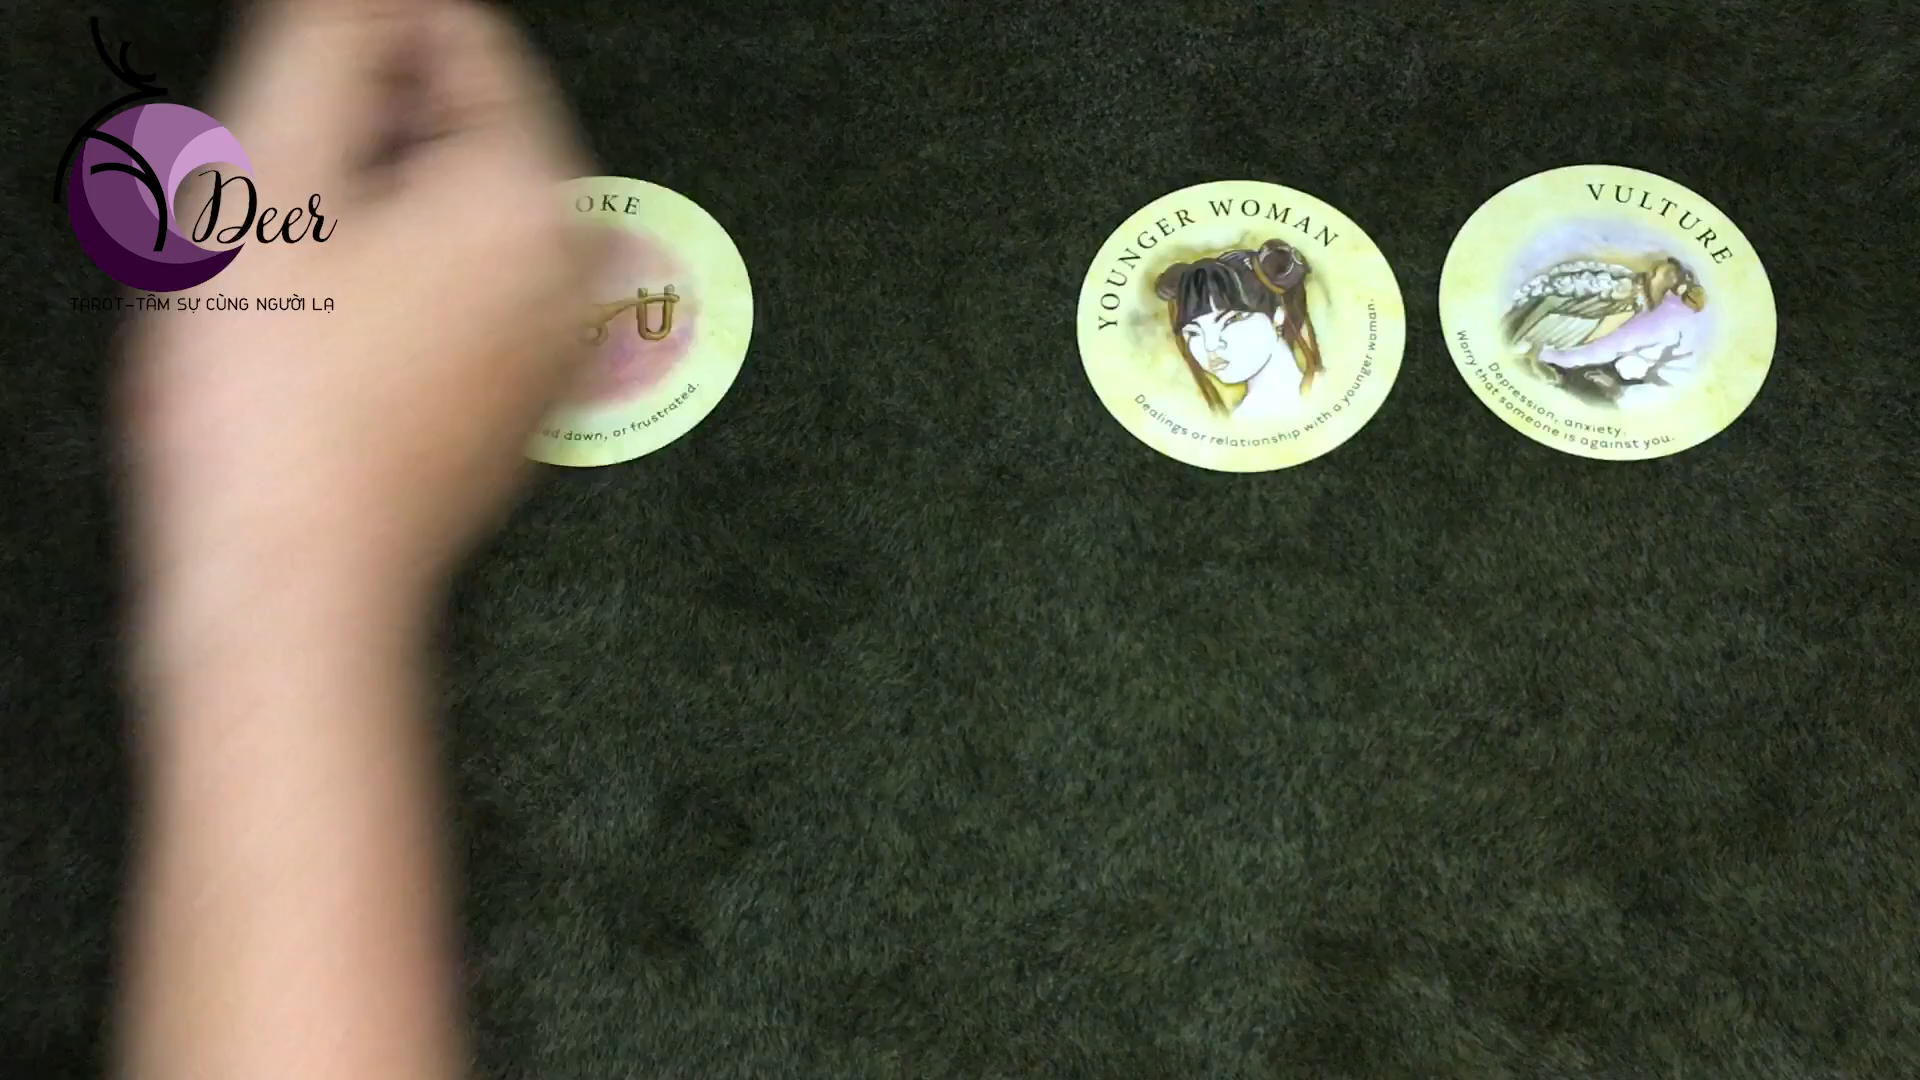 Deer
TAROT-TÂM SỰ CÙNG NGƯỜI LẠ
OKE
ed down, or frustrated.
YOUNGER WOMAN
Dealings or relationship with a younger woman.
VULTURE
Depression, anxiety.
Worry that someone is against you.